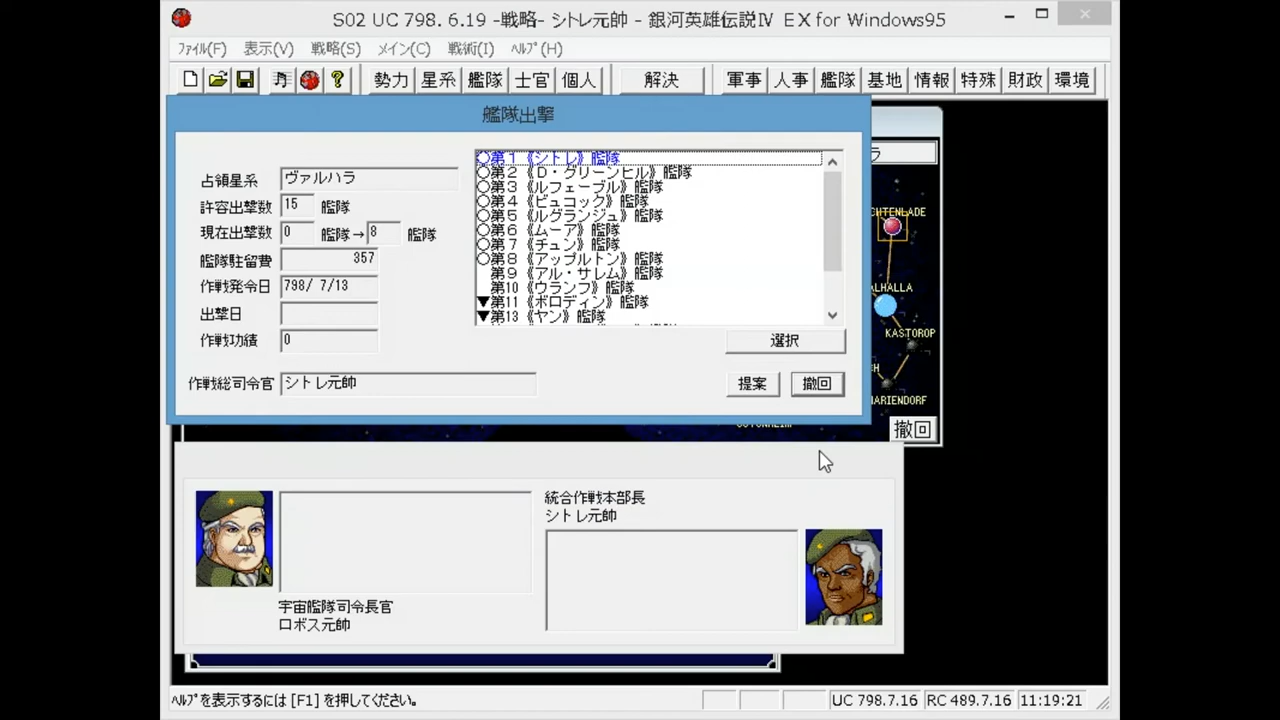 S02 UC 798. 6.19 -戦略- シトレ元帥 - 銀河英雄伝説Ⅳ ＥＸ for Windows95
ﾌｧｲﾙ(F) 表示(V) 戦略(S) メイン(C) 戦術(I) ﾍﾙﾌﾟ(H)
勢力 星系 艦隊 士官 個人 解決 軍事 人事 艦隊 基地 情報 特殊 財政 環境
艦隊出撃
占領星系 ヴァルハラ
許容出撃数 15 艦隊
現在出撃数 0 艦隊→8 艦隊
艦隊駐留費 357
作戦発令日 798/ 7/13
出撃日
作戦功績 0
作戦総司令官 シトレ元帥
○第１《シトレ》艦隊
○第２《Ｄ・グリーンヒル》艦隊
○第３《ルフェーブル》艦隊
○第４《ビュコック》艦隊
○第５《ルグランジュ》艦隊
○第６《ムーア》艦隊
○第７《チュン》艦隊
○第８《アップルトン》艦隊
第９《アル・サレム》艦隊
第10《ウランフ》艦隊
▼第11《ボロディン》艦隊
▼第13《ヤン》艦隊
選択
提案 撤回
ラ
HTENLADE
ALHALLA
KASTOROP
CH
MARIENDORF
撤回
宇宙艦隊司令長官
ロボス元帥
統合作戦本部長
シトレ元帥
ﾍﾙﾌﾟを表示するには [F1] を押してください。
UC 798.7.16 RC 489.7.16 11:19:21